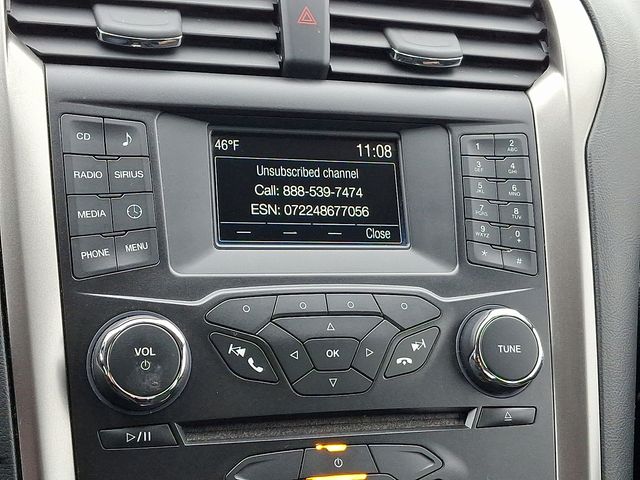 46°F 11:08
Unsubscribed channel
Call: 888-539-7474
ESN: 072248677056
Close
CD
RADIO SIRIUS
MEDIA
PHONE MENU
1 2 ABC
3 DEF 4 GHI
5 JKL 6 MNO
7 PQRS 8 TUV
9 WXYZ 0 +
* #
OK
VOL
TUNE